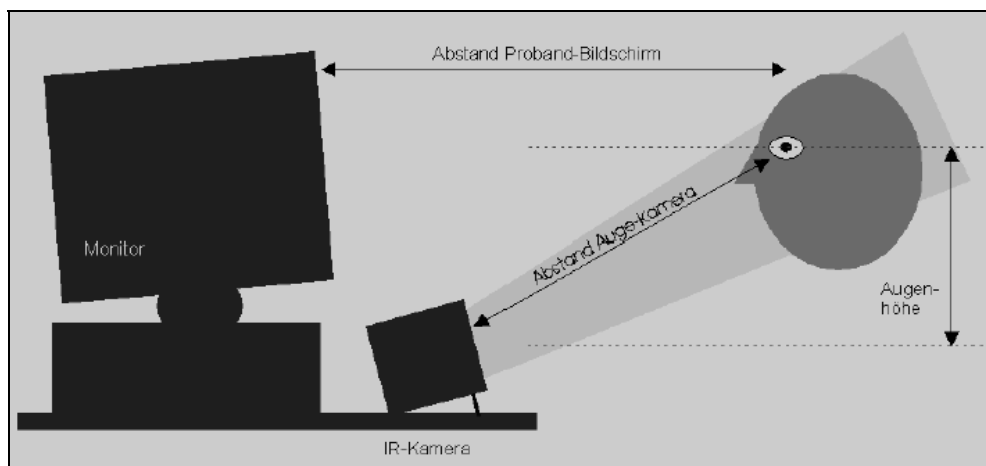 Abstand Proband-Bildschirm
Monitor
Abstand Auge-Kamera
Augen-
höhe
IR-Kamera